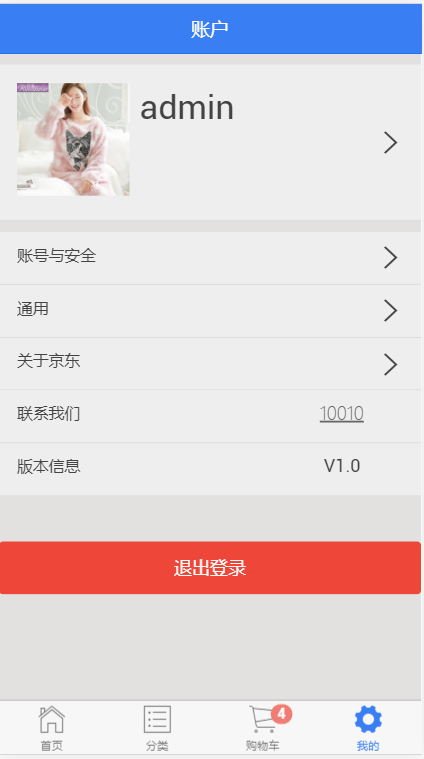 账户
admin
账号与安全
通用
关于京东
联系我们 10010
版本信息 V1.0
退出登录
4
首页 分类 购物车 我的